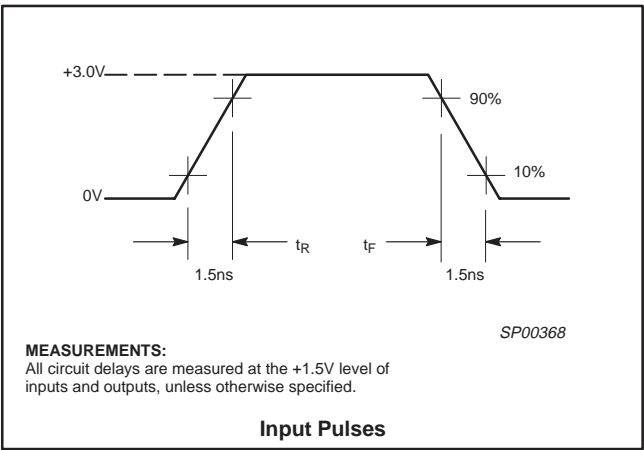 +3.0V
90%
10%
0V
tR
tF
1.5ns
1.5ns
SP00368
MEASUREMENTS:
All circuit delays are measured at the +1.5V level of
inputs and outputs, unless otherwise specified.
Input Pulses